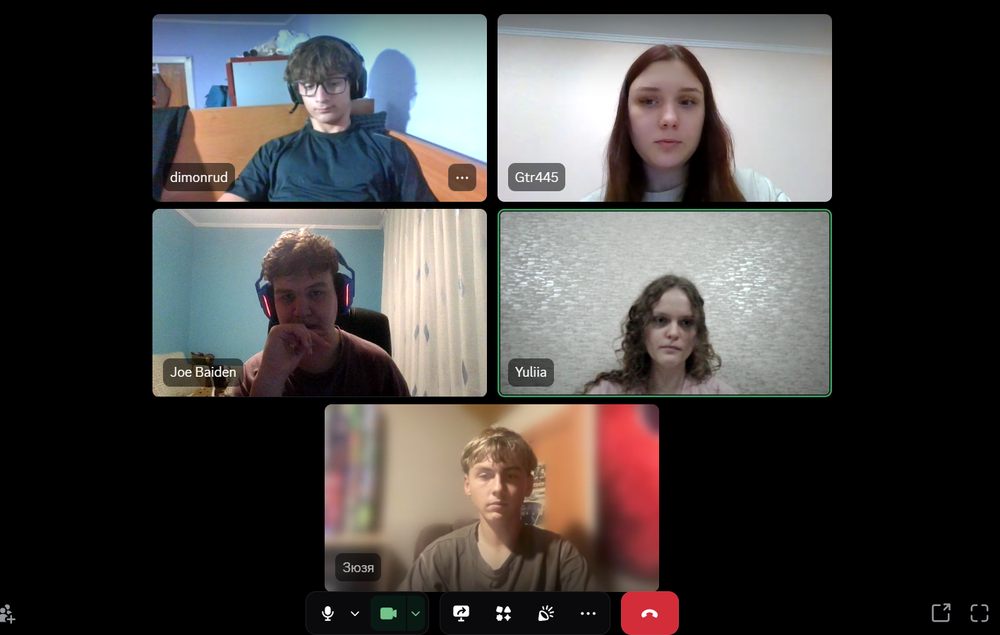 dimonrud
Gtr445
Joe Baiden
Yuliia
Зюзя